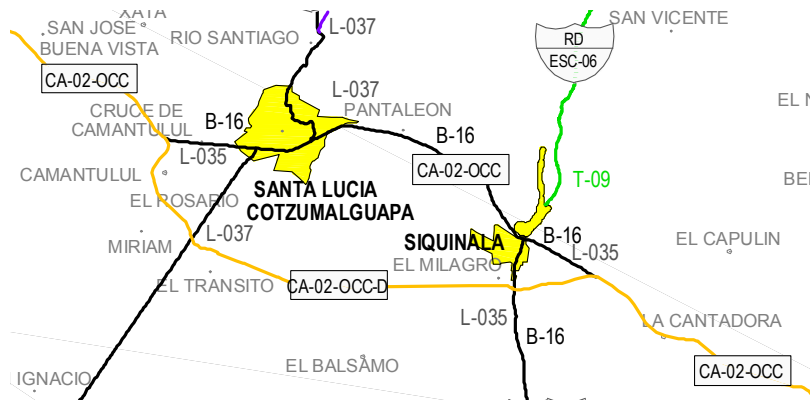 XATA
SAN JOSE
BUENA VISTA
RIO SANTIAGO
L-037
SAN VICENTE
RD
ESC-06
CA-02-OCC
L-037
CRUCE DE
CAMANTULUL
B-16
PANTALEON
EL N
B-16
L-035
CA-02-OCC
CAMANTULUL
T-09
BE
SANTA LUCIA
COTZUMALGUAPA
EL ROSARIO
MIRIAM
L-037
SIQUINALA
B-16
L-035
EL CAPULIN
EL MILAGRO
EL TRANSITO
CA-02-OCC-D
L-035
B-16
LA CANTADORA
EL BALSAMO
CA-02-OCC
IGNACIO